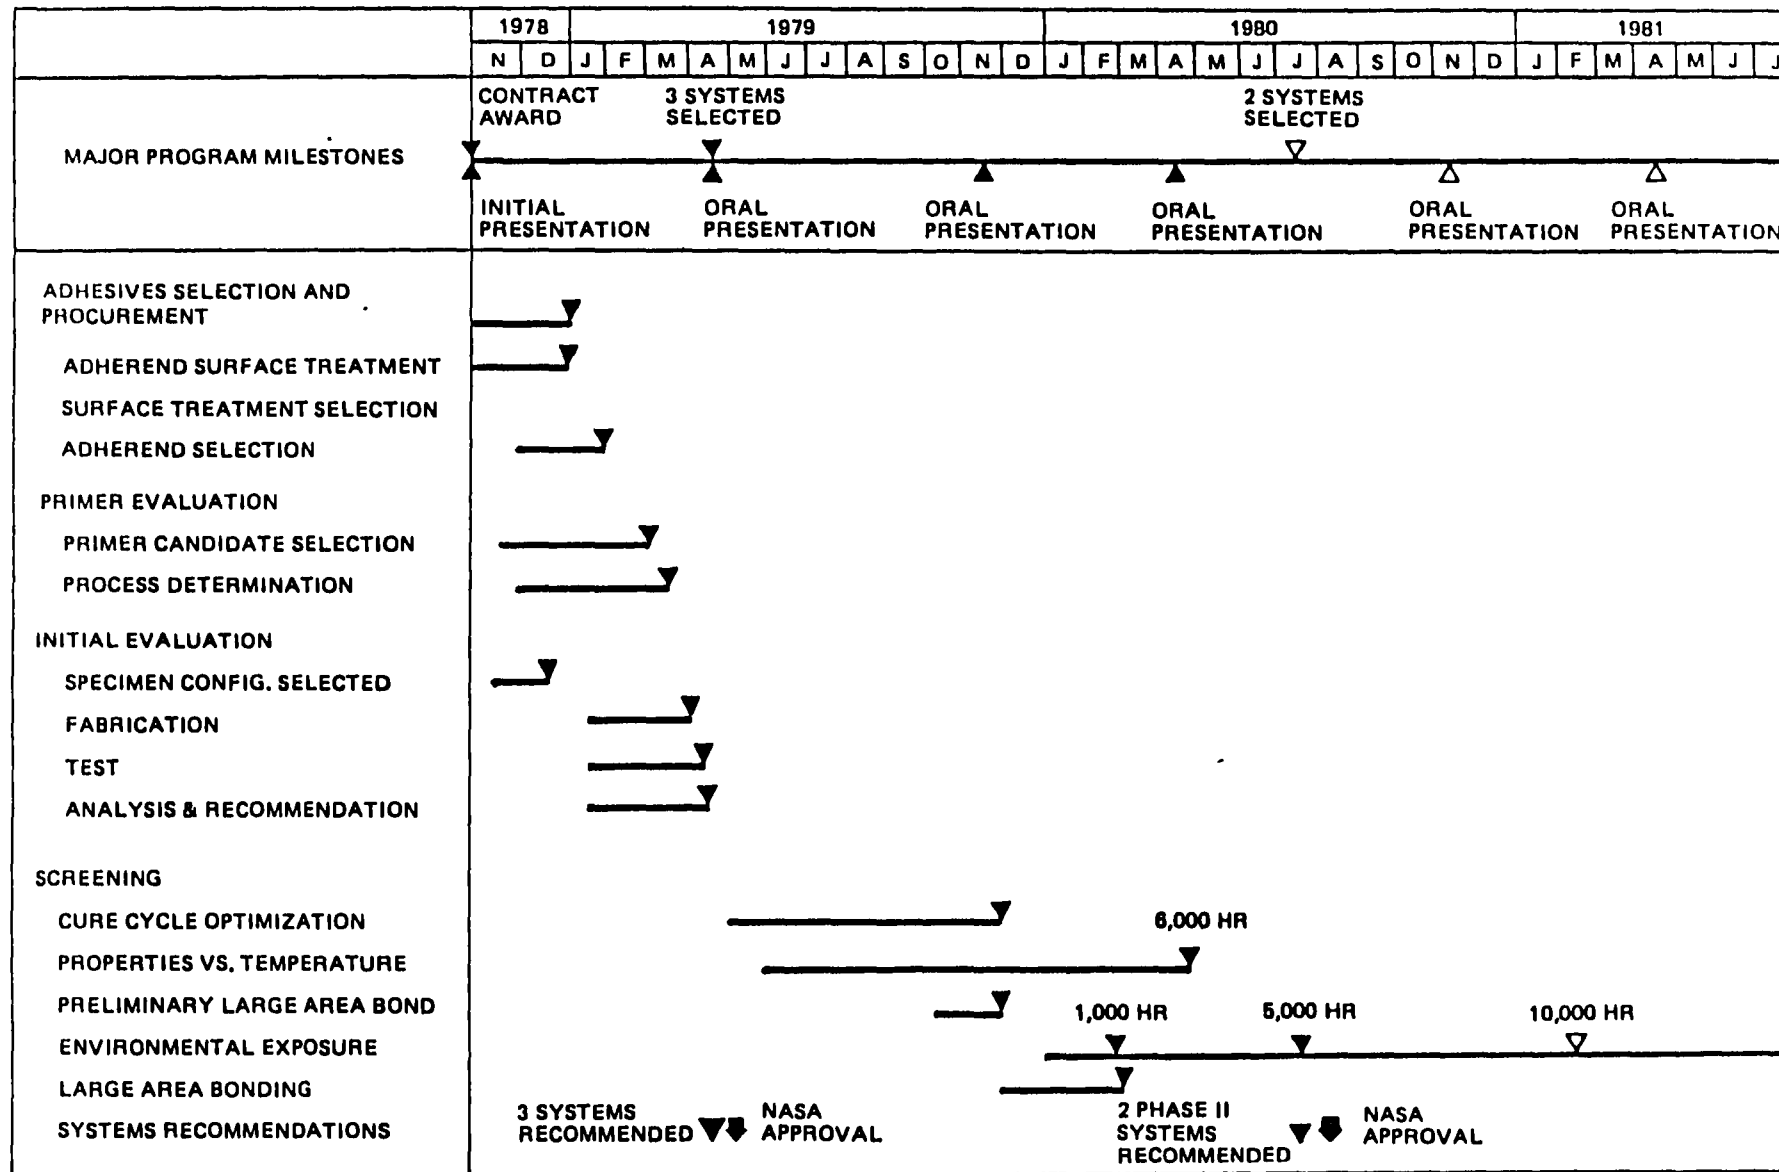 1978 1979 1980 1981
N D J F M A M J J A S O N D J F M A M J J A S O N D J F M A M J J
CONTRACT AWARD
3 SYSTEMS SELECTED
2 SYSTEMS SELECTED
MAJOR PROGRAM MILESTONES
INITIAL PRESENTATION
ORAL PRESENTATION
ORAL PRESENTATION
ORAL PRESENTATION
ORAL PRESENTATION
ORAL PRESENTATION
ADHESIVES SELECTION AND
PROCUREMENT
ADHEREND SURFACE TREATMENT
SURFACE TREATMENT SELECTION
ADHEREND SELECTION
PRIMER EVALUATION
PRIMER CANDIDATE SELECTION
PROCESS DETERMINATION
INITIAL EVALUATION
SPECIMEN CONFIG. SELECTED
FABRICATION
TEST
ANALYSIS & RECOMMENDATION
SCREENING
CURE CYCLE OPTIMIZATION
6,000 HR
PROPERTIES VS. TEMPERATURE
PRELIMINARY LARGE AREA BOND
1,000 HR 5,000 HR 10,000 HR
ENVIRONMENTAL EXPOSURE
LARGE AREA BONDING
SYSTEMS RECOMMENDATIONS
3 SYSTEMS
RECOMMENDED
NASA
APPROVAL
2 PHASE II
SYSTEMS
RECOMMENDED
NASA
APPROVAL